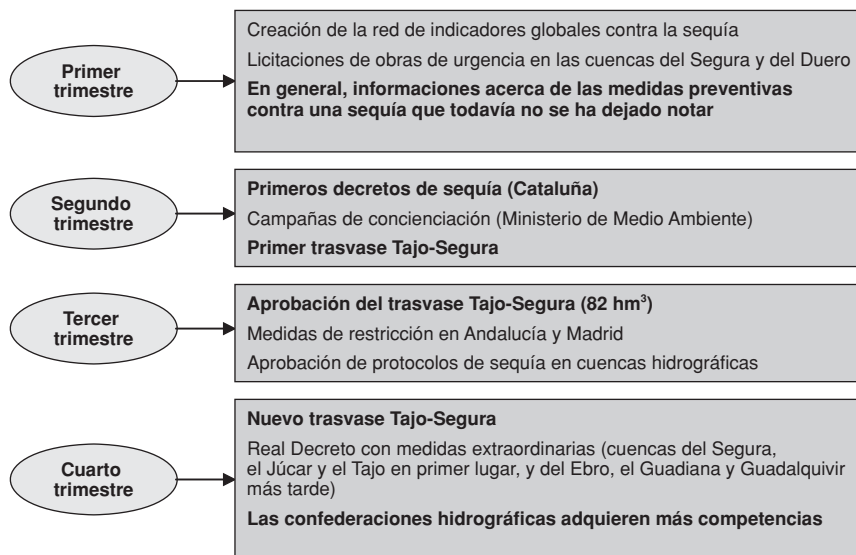 Primer
trimestre
Creación de la red de indicadores globales contra la sequía
Licitaciones de obras de urgencia en las cuencas del Segura y del Duero
En general, informaciones acerca de las medidas preventivas
contra una sequía que todavía no se ha dejado notar
Segundo
trimestre
Primeros decretos de sequía (Cataluña)
Campañas de concienciación (Ministerio de Medio Ambiente)
Primer trasvase Tajo-Segura
Tercer
trimestre
Aprobación del trasvase Tajo-Segura (82 hm³)
Medidas de restricción en Andalucía y Madrid
Aprobación de protocolos de sequía en cuencas hidrográficas
Cuarto
trimestre
Nuevo trasvase Tajo-Segura
Real Decreto con medidas extraordinarias (cuencas del Segura,
el Júcar y el Tajo en primer lugar, y del Ebro, el Guadiana y Guadalquivir
más tarde)
Las confederaciones hidrográficas adquieren más competencias